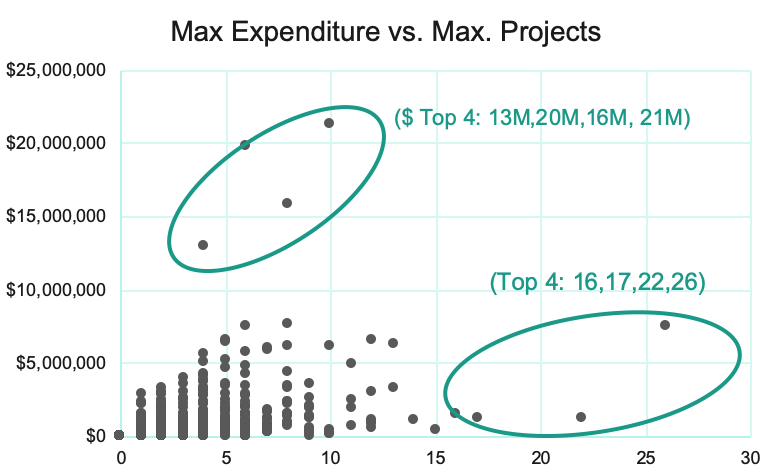 Max Expenditure vs. Max. Projects
$25,000,000
($ Top 4: 13M,20M,16M, 21M)
$20,000,000
$15,000,000
$10,000,000
(Top 4: 16,17,22,26)
$5,000,000
$0
0 5 10 15 20 25 30